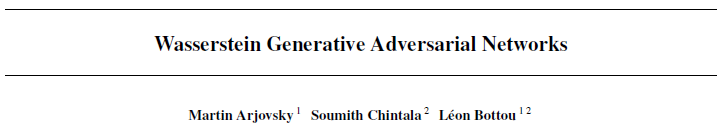 Wasserstein Generative Adversarial Networks
Martin Arjovsky 1 Soumith Chintala 2 Léon Bottou 1 2